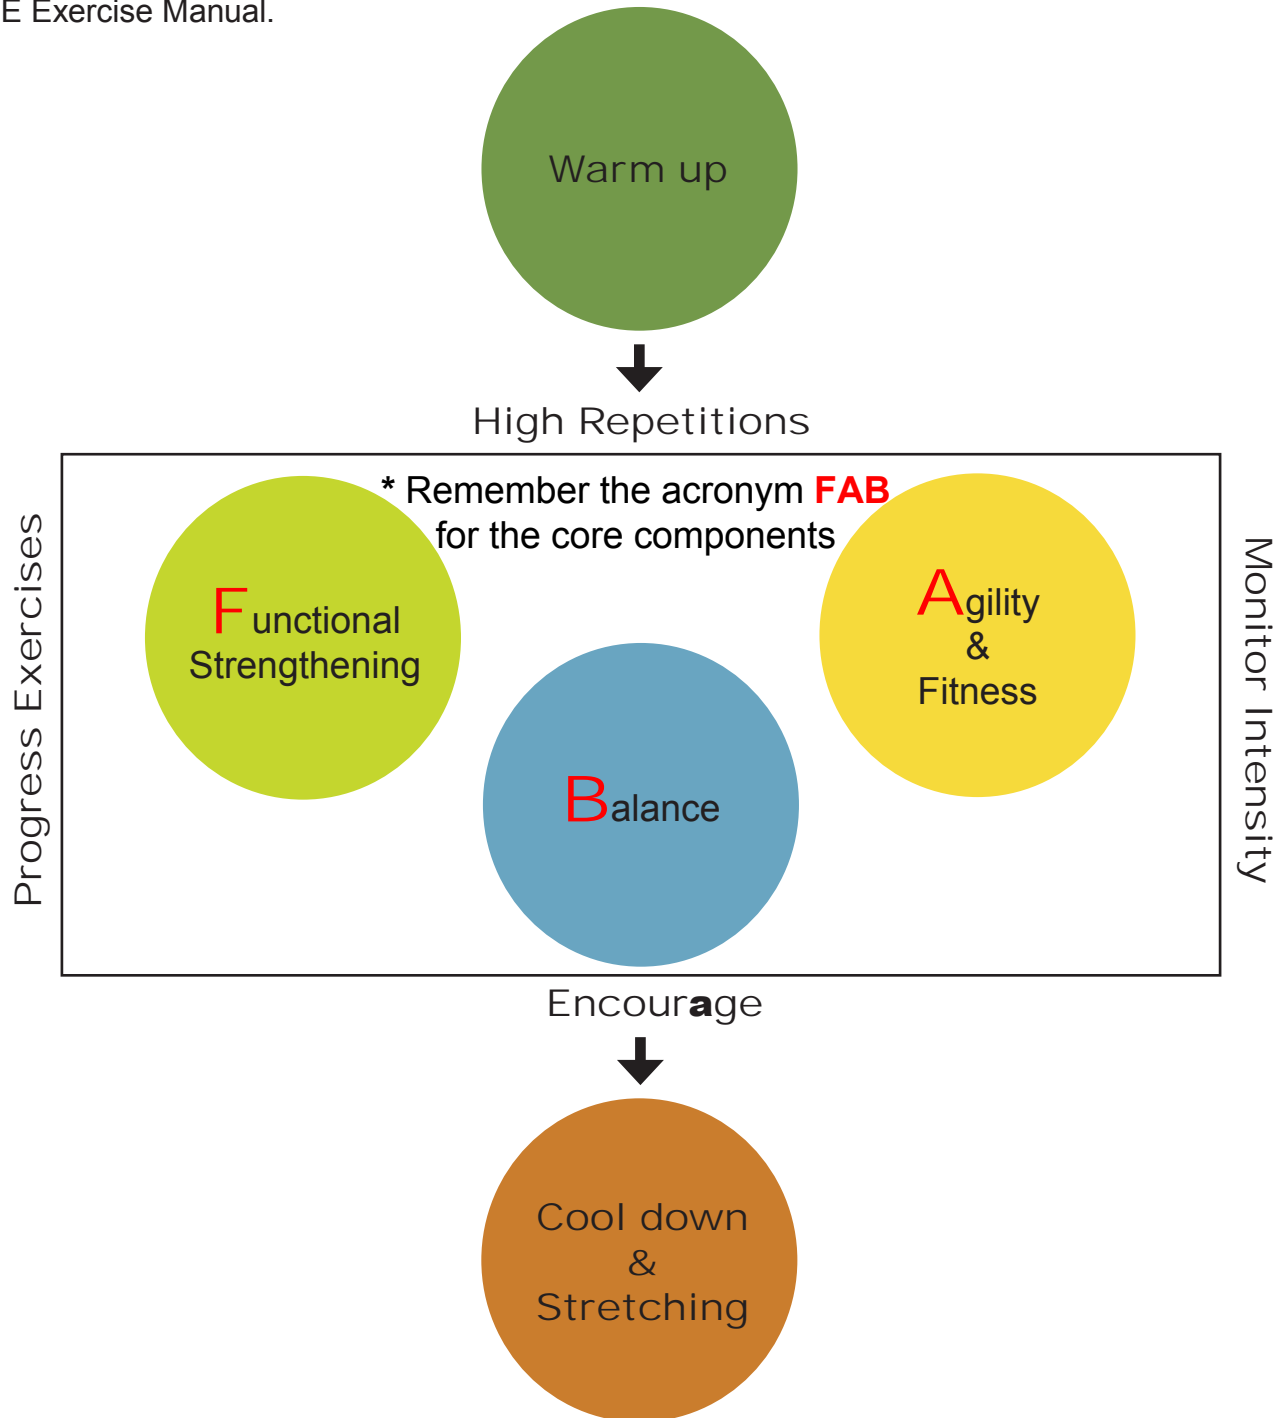 E Exercise Manual.
Warm up
High Repetitions
* Remember the acronym FAB
for the core components
Progress Exercises
Functional
Strengthening
Agility
&
Fitness
Monitor Intensity
Balance
Encourage
Cool down
&
Stretching